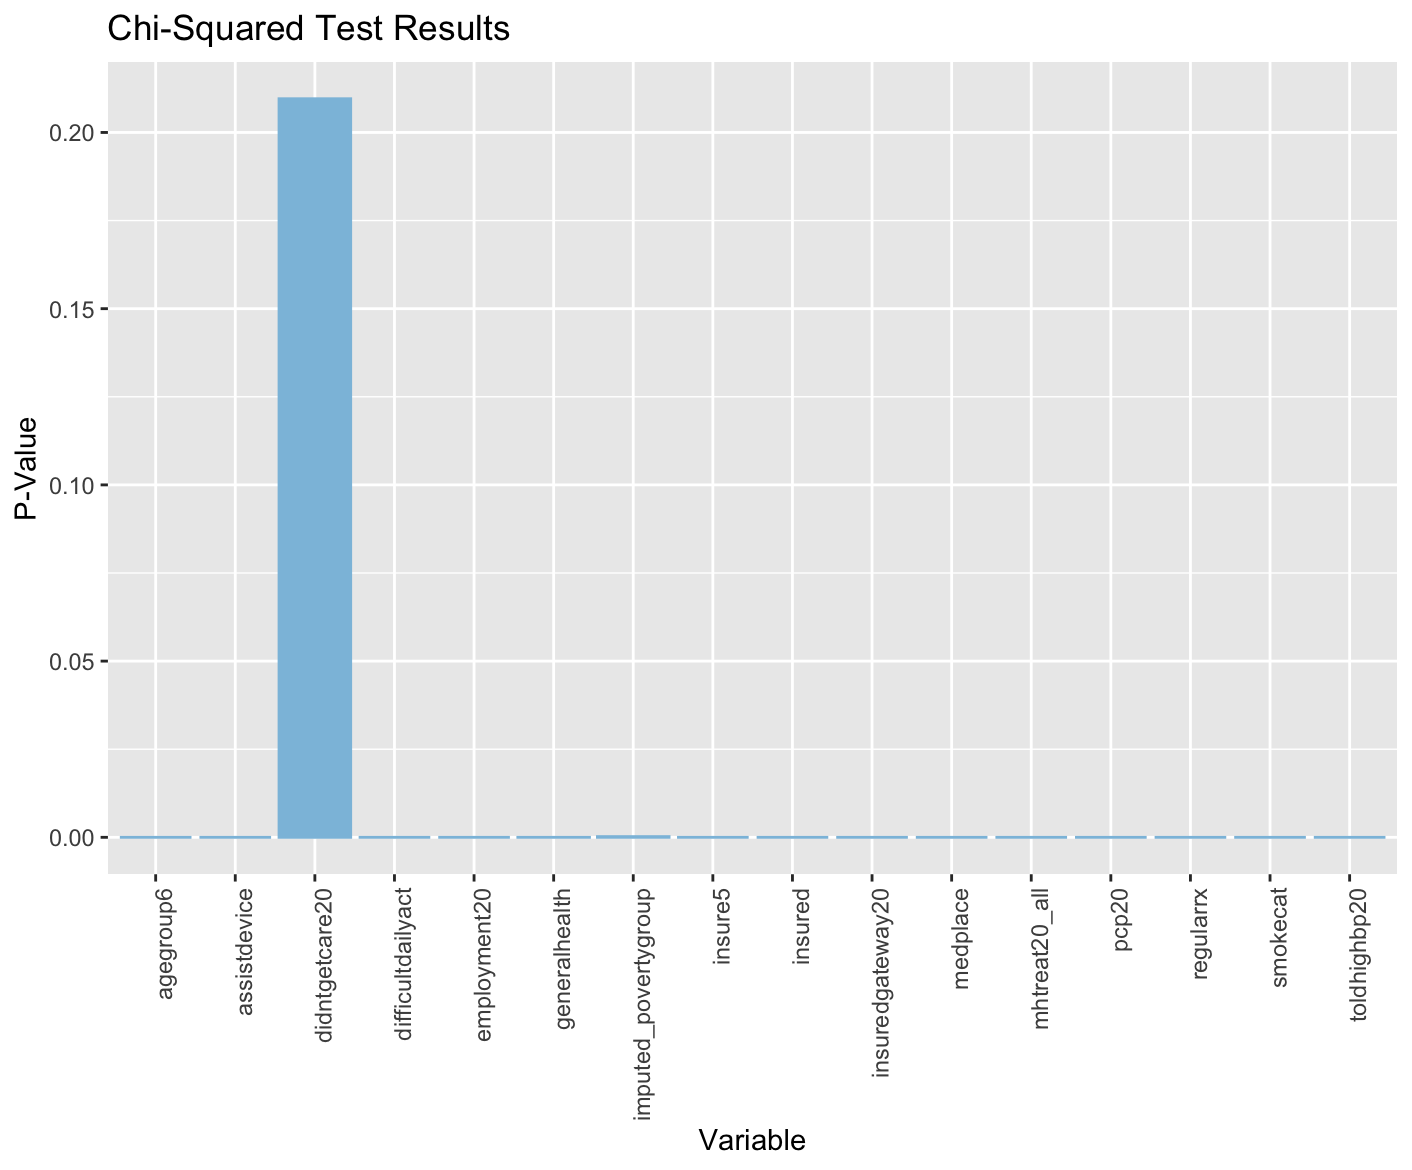 Chi-Squared Test Results
P-Value
0.20
0.15
0.10
0.05
0.00
agegroup6
assistdevice
didntgetcare20
difficultdailyact
employment20
generalhealth
imputed_povertygroup
insure5
insured
insuredgateway20
medplace
mhtreat20_all
pcp20
regularrx
smokecat
toldhighbp20
Variable